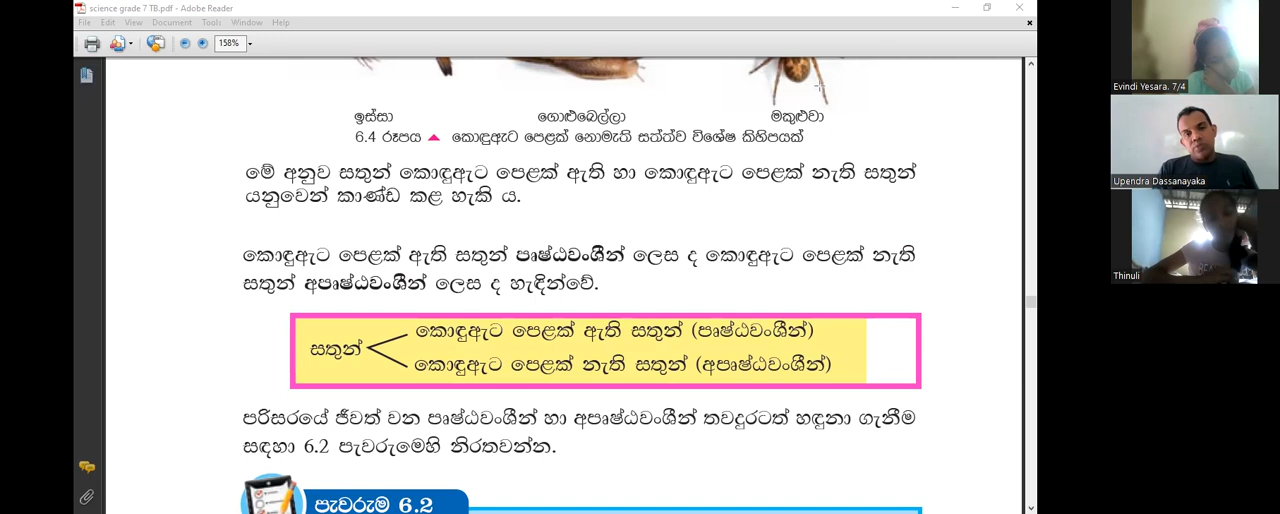 science grade 7 TB.pdf - Adobe Reader
File Edit View Document Tools Window Help
158%
ඉස්සා ගොළුබෙල්ලා මකුළුවා
6.4 රූපය කොඳුඇට පෙළක් නොමැති සත්ත්ව විශේෂ කිහිපයක්
මේ අනුව සතුන් කොඳුඇට පෙළක් ඇති හා කොඳුඇට පෙළක් නැති සතුන්
යනුවෙන් කාණ්ඩ කළ හැකි ය.
කොඳුඇට පෙළක් ඇති සතුන් පෘෂ්ඨවංශීන් ලෙස ද කොඳුඇට පෙළක් නැති
සතුන් අපෘෂ්ඨවංශීන් ලෙස ද හැඳින්වේ.
කොඳුඇට පෙළක් ඇති සතුන් (පෘෂ්ඨවංශීන්)
සතුන්
කොඳුඇට පෙළක් නැති සතුන් (අපෘෂ්ඨවංශීන්)
පරිසරයේ ජීවත් වන පෘෂ්ඨවංශීන් හා අපෘෂ්ඨවංශීන් තවදුරටත් හඳුනා ගැනීම
සඳහා 6.2 පැවරුමෙහි නිරතවන්න.
පැවරුම 6.2
Evindi Yesara. 7/4
Upendra Dassanayaka
Thinuli